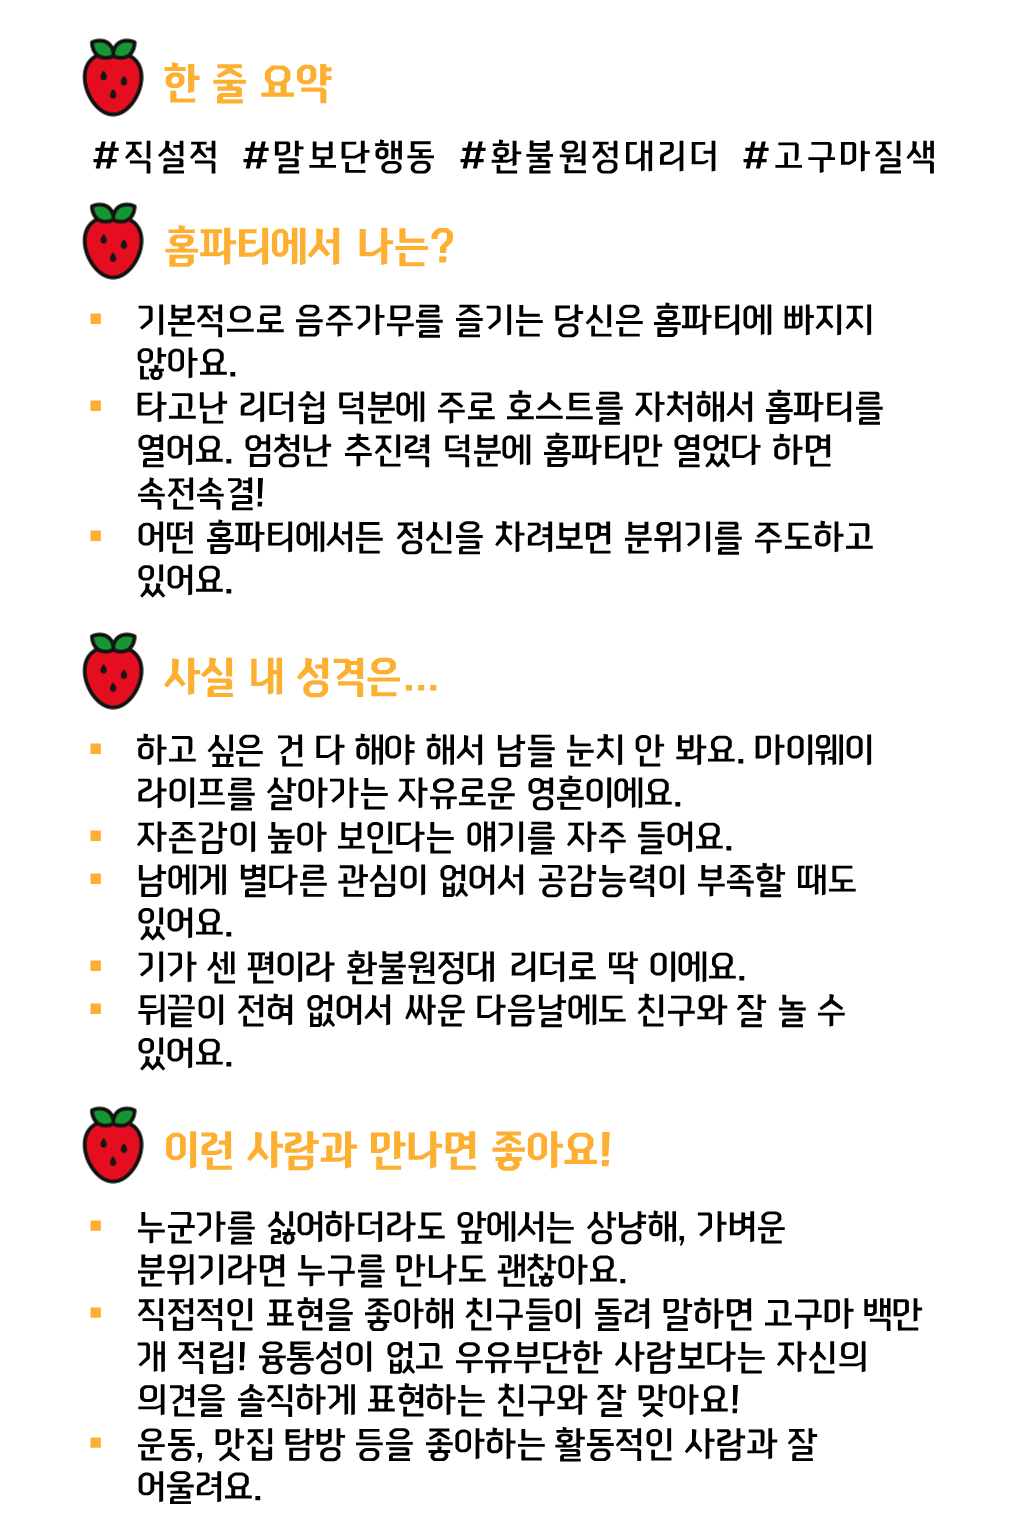 한 줄 요약
#직설적 #말보단행동 #환불원정대리더 #고구마질색
홈파티에서 나는?
▪ 기본적으로 음주가무를 즐기는 당신은 홈파티에 빠지지
않아요.
▪ 타고난 리더쉽 덕분에 주로 호스트를 자처해서 홈파티를
열어요. 엄청난 추진력 덕분에 홈파티만 열었다 하면
속전속결!
▪ 어떤 홈파티에서든 정신을 차려보면 분위기를 주도하고
있어요.
사실 내 성격은...
▪ 하고 싶은 건 다 해야 해서 남들 눈치 안 봐요. 마이웨이
라이프를 살아가는 자유로운 영혼이에요.
▪ 자존감이 높아 보인다는 얘기를 자주 들어요.
▪ 남에게 별다른 관심이 없어서 공감능력이 부족할 때도
있어요.
▪ 기가 센 편이라 환불원정대 리더로 딱 이에요.
▪ 뒤끝이 전혀 없어서 싸운 다음날에도 친구와 잘 놀 수
있어요.
이런 사람과 만나면 좋아요!
▪ 누군가를 싫어하더라도 앞에서는 상냥해, 가벼운
분위기라면 누구를 만나도 괜찮아요.
▪ 직접적인 표현을 좋아해 친구들이 돌려 말하면 고구마 백만
개 적립! 융통성이 없고 우유부단한 사람보다는 자신의
의견을 솔직하게 표현하는 친구와 잘 맞아요!
▪ 운동, 맛집 탐방 등을 좋아하는 활동적인 사람과 잘
어울려요.